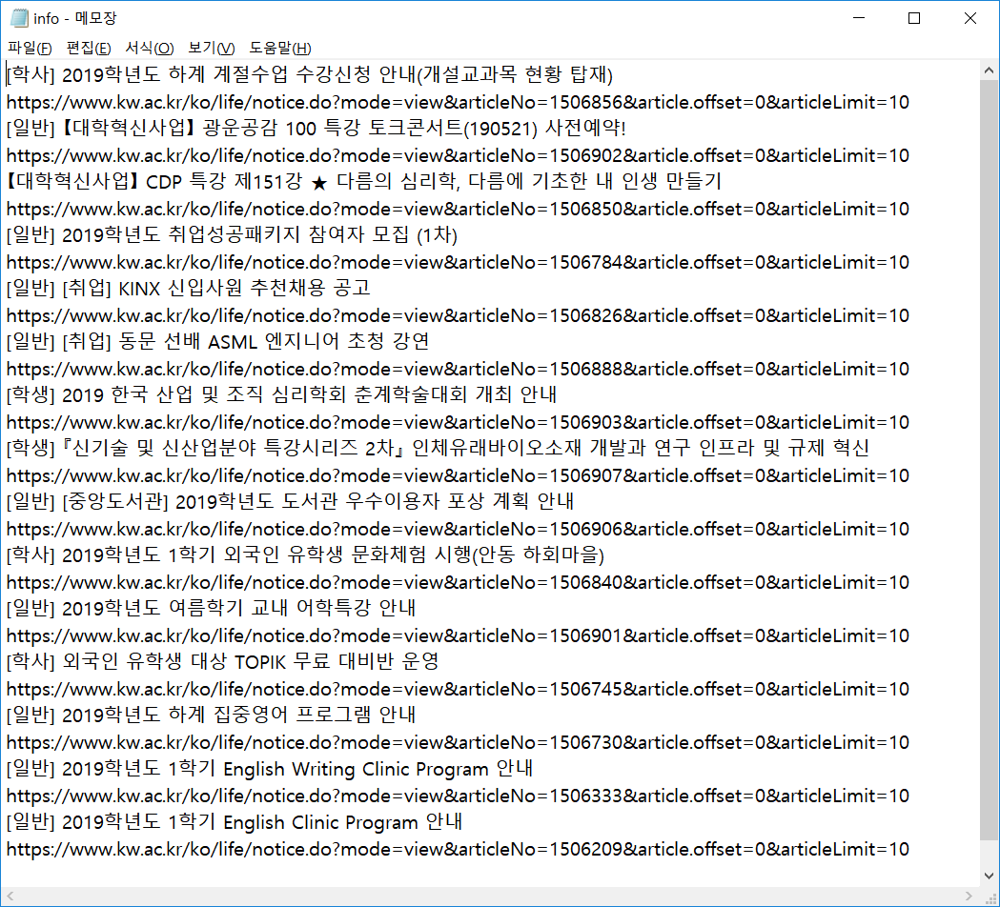 info - 메모장
파일(F) 편집(E) 서식(O) 보기(V) 도움말(H)
[학사] 2019학년도 하계 계절수업 수강신청 안내(개설교과목 현황 탑재)
https://www.kw.ac.kr/ko/life/notice.do?mode=view&articleNo=1506856&article.offset=0&articleLimit=10
[일반] 【대학혁신사업】 광운공감 100 특강 토크콘서트(190521) 사전예약!
https://www.kw.ac.kr/ko/life/notice.do?mode=view&articleNo=1506902&article.offset=0&articleLimit=10
【대학혁신사업】 CDP 특강 제151강 ★ 다름의 심리학, 다름에 기초한 내 인생 만들기
https://www.kw.ac.kr/ko/life/notice.do?mode=view&articleNo=1506850&article.offset=0&articleLimit=10
[일반] 2019학년도 취업성공패키지 참여자 모집 (1차)
https://www.kw.ac.kr/ko/life/notice.do?mode=view&articleNo=1506784&article.offset=0&articleLimit=10
[일반] [취업] KINX 신입사원 추천채용 공고
https://www.kw.ac.kr/ko/life/notice.do?mode=view&articleNo=1506826&article.offset=0&articleLimit=10
[일반] [취업] 동문 선배 ASML 엔지니어 초청 강연
https://www.kw.ac.kr/ko/life/notice.do?mode=view&articleNo=1506888&article.offset=0&articleLimit=10
[학생] 2019 한국 산업 및 조직 심리학회 춘계학술대회 개최 안내
https://www.kw.ac.kr/ko/life/notice.do?mode=view&articleNo=1506903&article.offset=0&articleLimit=10
[학생] 『신기술 및 신산업분야 특강시리즈 2차』 인체유래바이오소재 개발과 연구 인프라 및 규제 혁신
https://www.kw.ac.kr/ko/life/notice.do?mode=view&articleNo=1506907&article.offset=0&articleLimit=10
[일반] [중앙도서관] 2019학년도 도서관 우수이용자 포상 계획 안내
https://www.kw.ac.kr/ko/life/notice.do?mode=view&articleNo=1506906&article.offset=0&articleLimit=10
[학사] 2019학년도 1학기 외국인 유학생 문화체험 시행(안동 하회마을)
https://www.kw.ac.kr/ko/life/notice.do?mode=view&articleNo=1506840&article.offset=0&articleLimit=10
[일반] 2019학년도 여름학기 교내 어학특강 안내
https://www.kw.ac.kr/ko/life/notice.do?mode=view&articleNo=1506901&article.offset=0&articleLimit=10
[학사] 외국인 유학생 대상 TOPIK 무료 대비반 운영
https://www.kw.ac.kr/ko/life/notice.do?mode=view&articleNo=1506745&article.offset=0&articleLimit=10
[일반] 2019학년도 하계 집중영어 프로그램 안내
https://www.kw.ac.kr/ko/life/notice.do?mode=view&articleNo=1506730&article.offset=0&articleLimit=10
[일반] 2019학년도 1학기 English Writing Clinic Program 안내
https://www.kw.ac.kr/ko/life/notice.do?mode=view&articleNo=1506333&article.offset=0&articleLimit=10
[일반] 2019학년도 1학기 English Clinic Program 안내
https://www.kw.ac.kr/ko/life/notice.do?mode=view&articleNo=1506209&article.offset=0&articleLimit=10